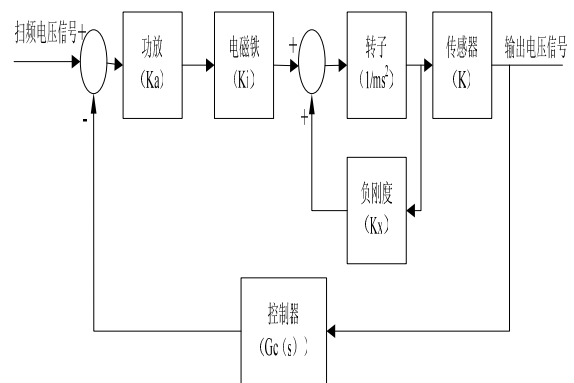 扫频电压信号+
-
功放
(Ka)
电磁铁
(Ki)
+
+
转子
(1/ms²)
传感器
(K)
输出电压信号
负刚度
(Kx)
控制器
(Gc(s))